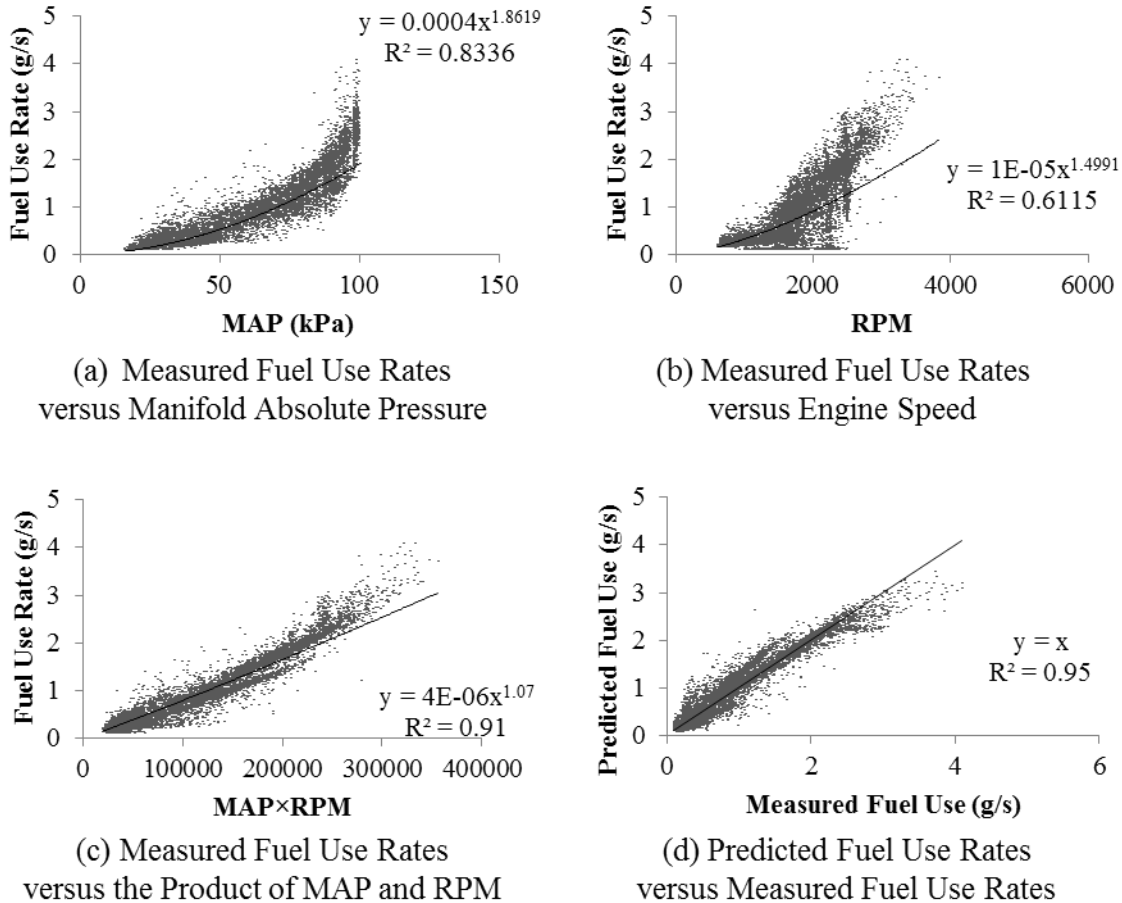 y = 0.0004x^1.8619
R² = 0.8336
Fuel Use Rate (g/s)
5
4
3
2
1
0
0 50 100 150
MAP (kPa)
(a) Measured Fuel Use Rates
versus Manifold Absolute Pressure
y = 1E-05x^1.4991
R² = 0.6115
Fuel Use Rate (g/s)
5
4
3
2
1
0
0 2000 4000 6000
RPM
(b) Measured Fuel Use Rates
versus Engine Speed
y = 4E-06x^1.07
R² = 0.91
Fuel Use Rate (g/s)
5
4
3
2
1
0
0 100000 200000 300000 400000
MAP×RPM
(c) Measured Fuel Use Rates
versus the Product of MAP and RPM
y = x
R² = 0.95
Predicted Fuel Use (g/s)
5
4
3
2
1
0
0 2 4 6
Measured Fuel Use (g/s)
(d) Predicted Fuel Use Rates
versus Measured Fuel Use Rates